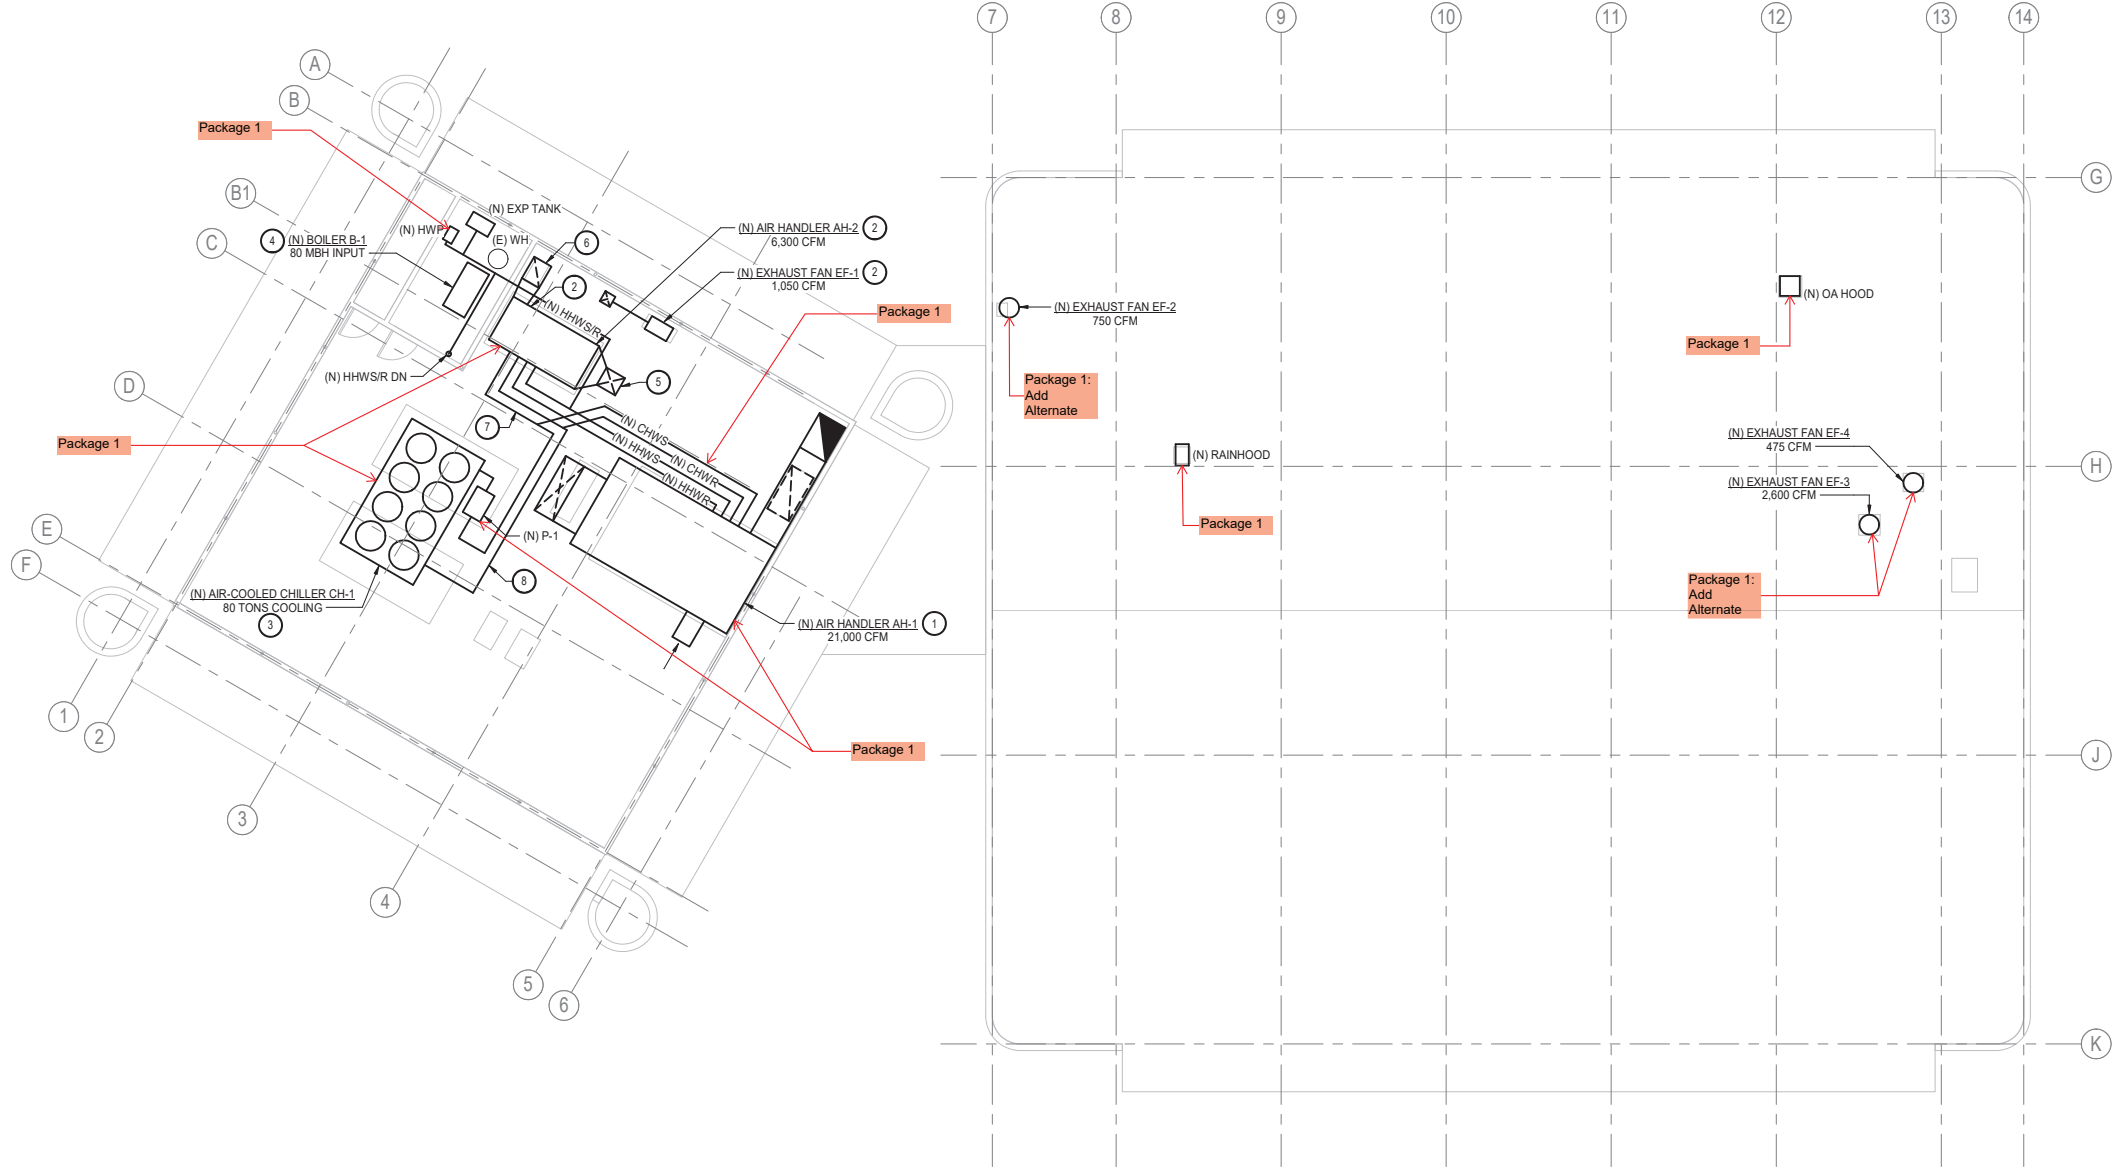 7
8
9
10
11
12
13
14
A
B
Package 1
B1
C
(N) EXP TANK
(N) HWP
(E) WH
4
(N) BOILER B-1
80 MBH INPUT
6
2
(N) AIR HANDLER AH-2
6,300 CFM
2
(N) EXHAUST FAN EF-1
1,050 CFM
2
(N) HHWS/R
Package 1
(N) HHWS/R DN
5
D
7
(N) CHWS
(N) HHWS
(N) CHWR
(N) HHWR
Package 1
E
F
(N) P-1
8
(N) AIR-COOLED CHILLER CH-1
80 TONS COOLING
3
(N) AIR HANDLER AH-1
21,000 CFM
1
Package 1
1
2
3
4
5
6
G
(N) EXHAUST FAN EF-2
750 CFM
(N) OA HOOD
Package 1
Package 1:
Add
Alternate
(N) RAINHOOD
Package 1
(N) EXHAUST FAN EF-4
475 CFM
H
(N) EXHAUST FAN EF-3
2,600 CFM
Package 1:
Add
Alternate
J
K